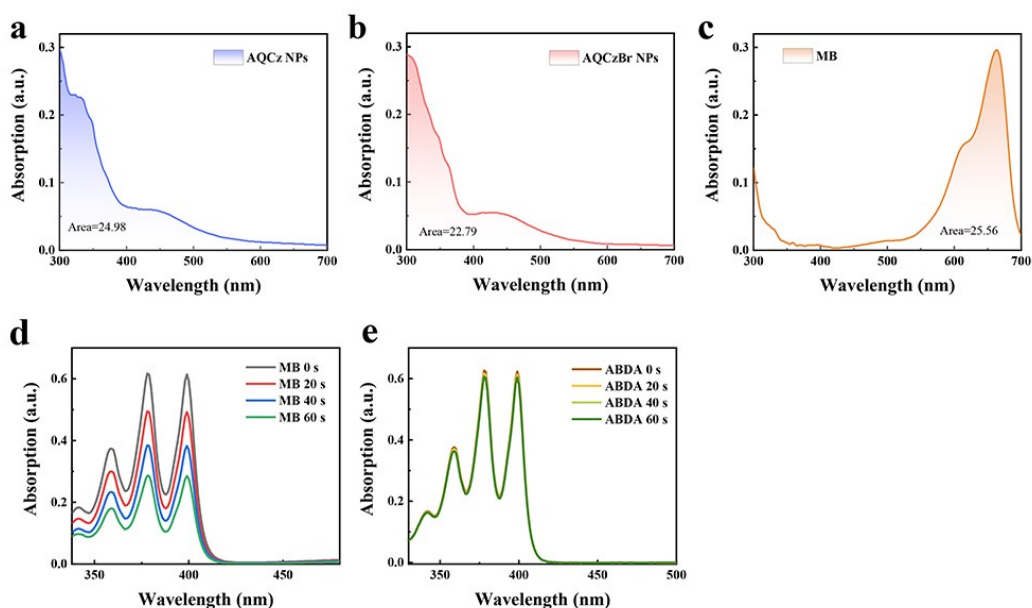 a
0.3
0.2
0.1
0.0
Absorption (a.u.)
AQCz NPs
Area=24.98
300 400 500 600 700
Wavelength (nm)
b
0.3
0.2
0.1
0.0
Absorption (a.u.)
AQCzBr NPs
Area=22.79
300 400 500 600 700
Wavelength (nm)
c
0.3
0.2
0.1
0.0
Absorption (a.u.)
MB
Area=25.56
300 400 500 600 700
Wavelength (nm)
d
0.6
0.4
0.2
0.0
Absorption (a.u.)
MB 0 s
MB 20 s
MB 40 s
MB 60 s
350 400 450
Wavelength (nm)
e
0.6
0.4
0.2
0.0
Absorption (a.u.)
ABDA 0 s
ABDA 20 s
ABDA 40 s
ABDA 60 s
350 400 450 500
Wavelength (nm)